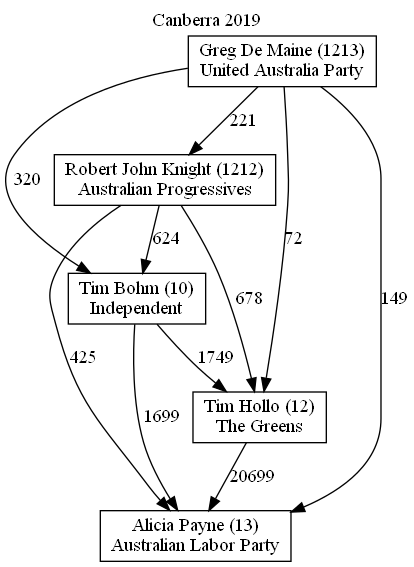 Canberra 2019
Greg De Maine (1213)
United Australia Party
221
Robert John Knight (1212)
Australian Progressives
320
624
72
Tim Bohm (10)
Independent
678
149
425
1749
1699
Tim Hollo (12)
The Greens
20699
Alicia Payne (13)
Australian Labor Party